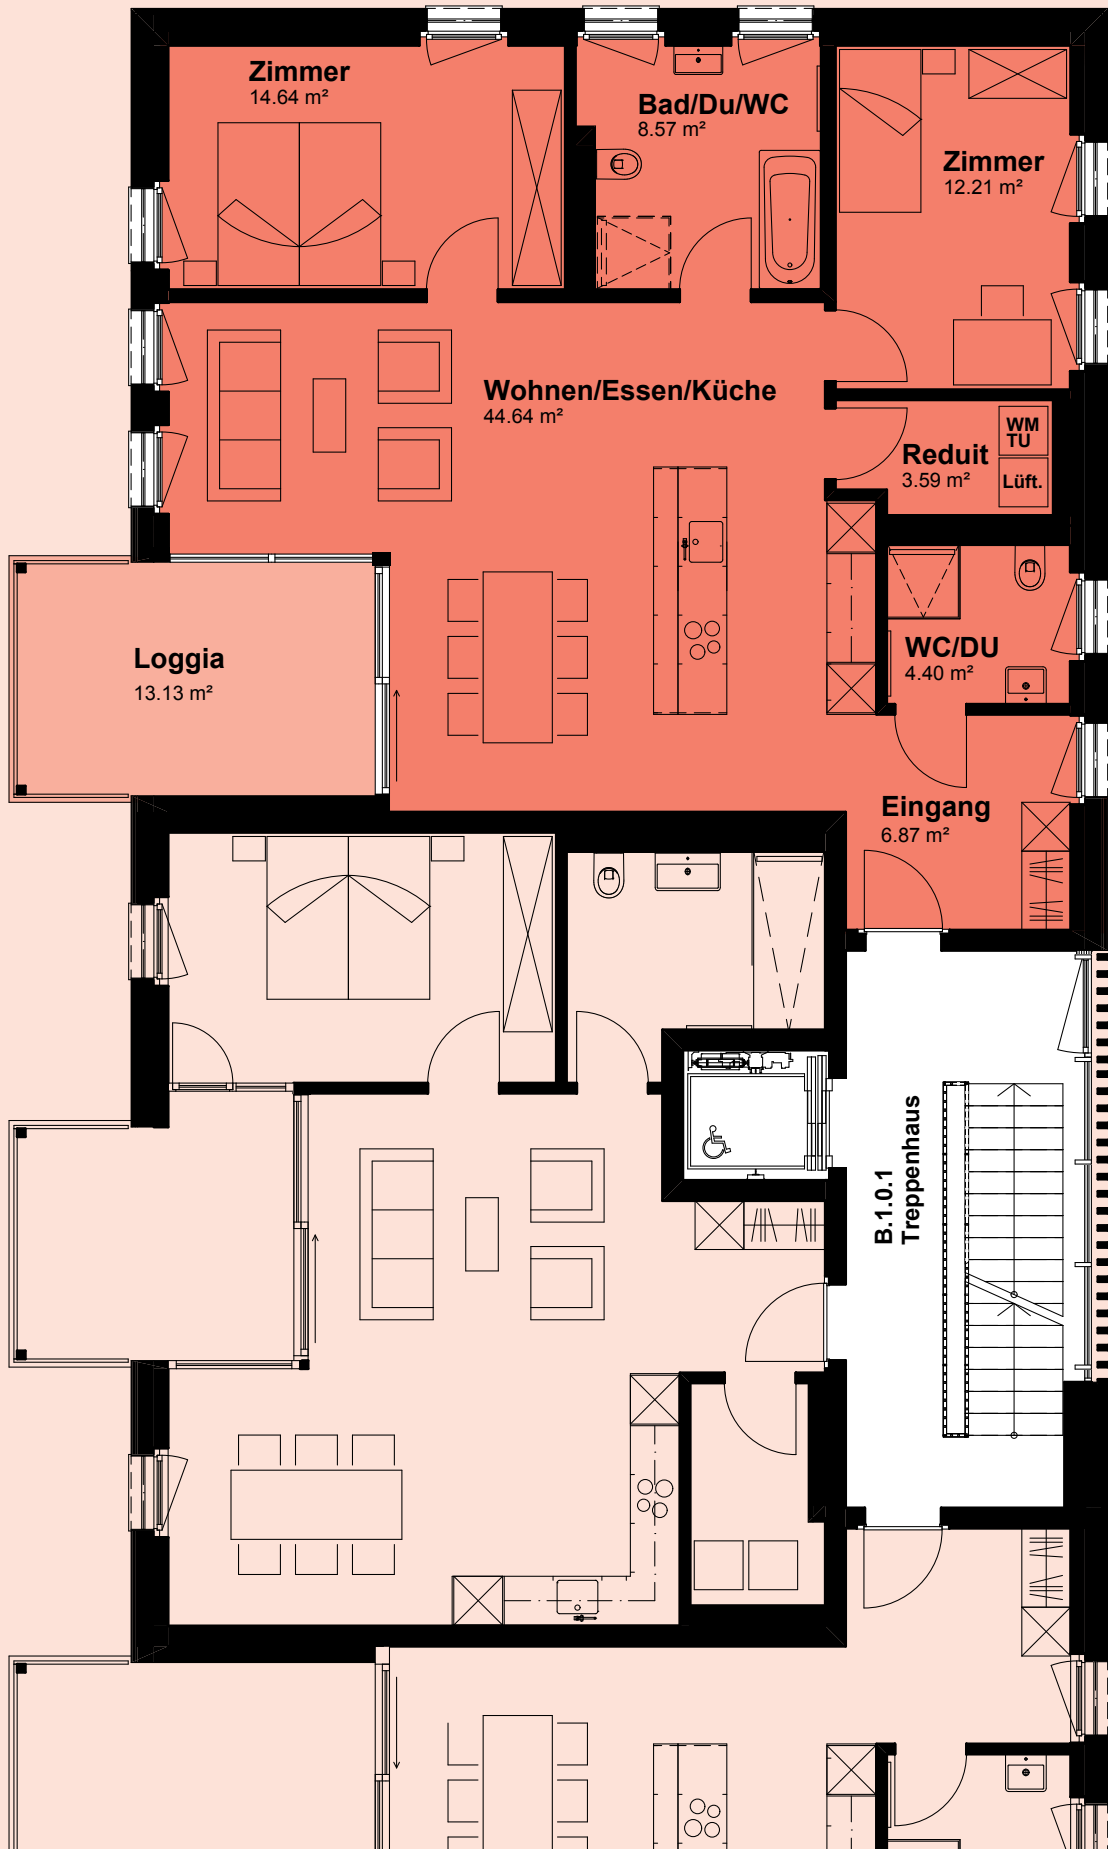 Zimmer
14.64 m²
Bad/Du/WC
8.57 m²
Zimmer
12.21 m²
Wohnen/Essen/Küche
44.64 m²
WM
TU
Reduit
3.59 m²
Lüft.
Loggia
13.13 m²
WC/DU
4.40 m²
Eingang
6.87 m²
B.1.0.1
Treppenhaus